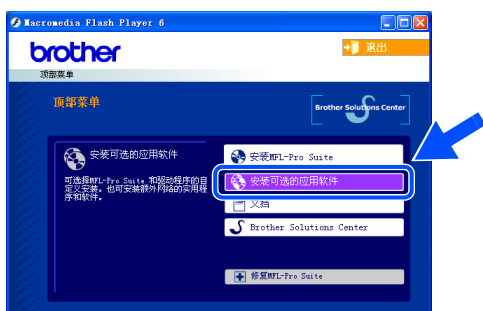 Macromedia Flash Player 6
brother
退出
顶部菜单
顶部菜单
Brother Solutions Center
安装可选的应用软件
可选择MFL-Pro Suite 和驱动程序的自
定义安装。也可安装额外网络的实用程
序和软件。
安装MFL-Pro Suite
安装可选的应用软件
文档
Brother Solutions Center
修复MFL-Pro Suite